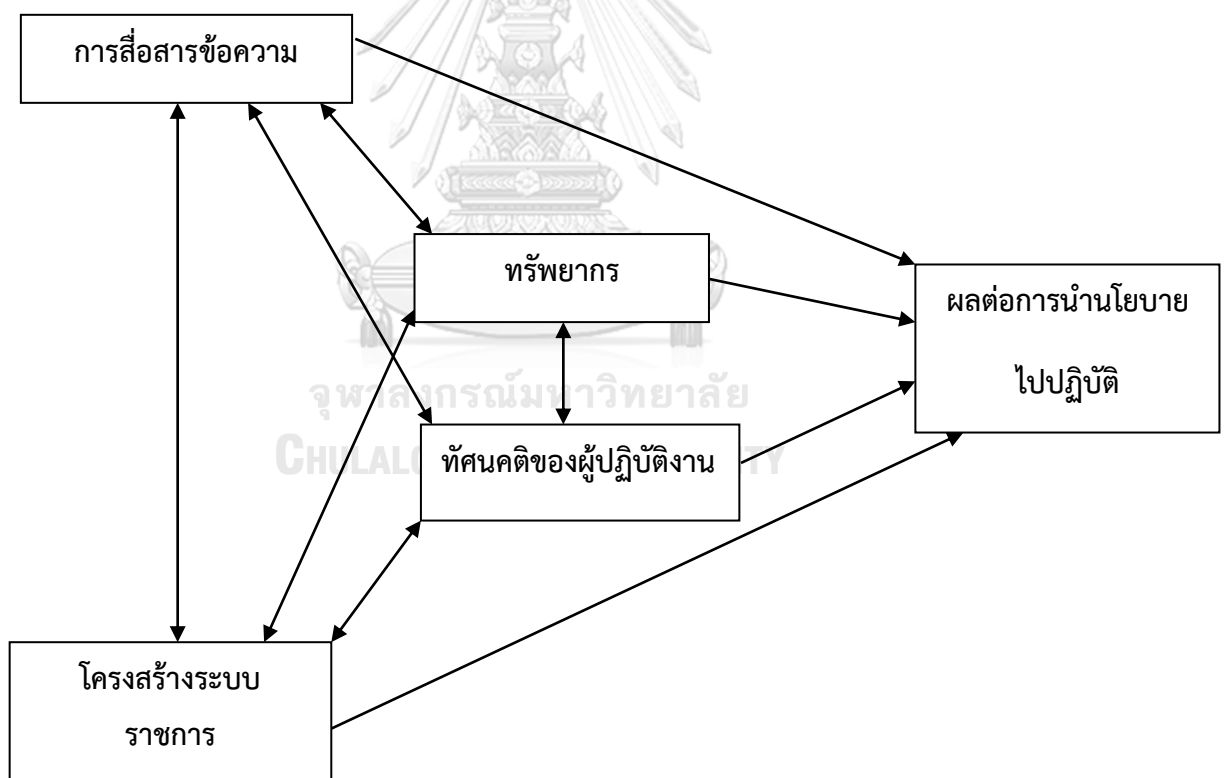 การสื่อสารข้อความ
ทรัพยากร
ผลต่อการนำนโยบาย
ไปปฏิบัติ
จุฬาลงกรณ์มหาวิทยาลัย
ทัศนคติของผู้ปฏิบัติงาน
โครงสร้างระบบ
ราชการ